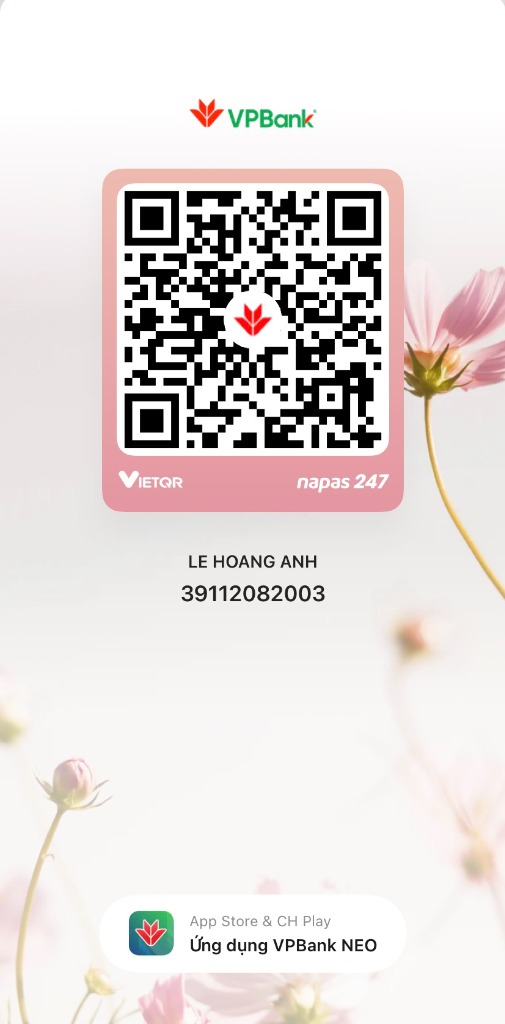 VPBank
VIETQR
napas 247
LE HOANG ANH
39112082003
App Store & CH Play
Ứng dụng VPBank NEO